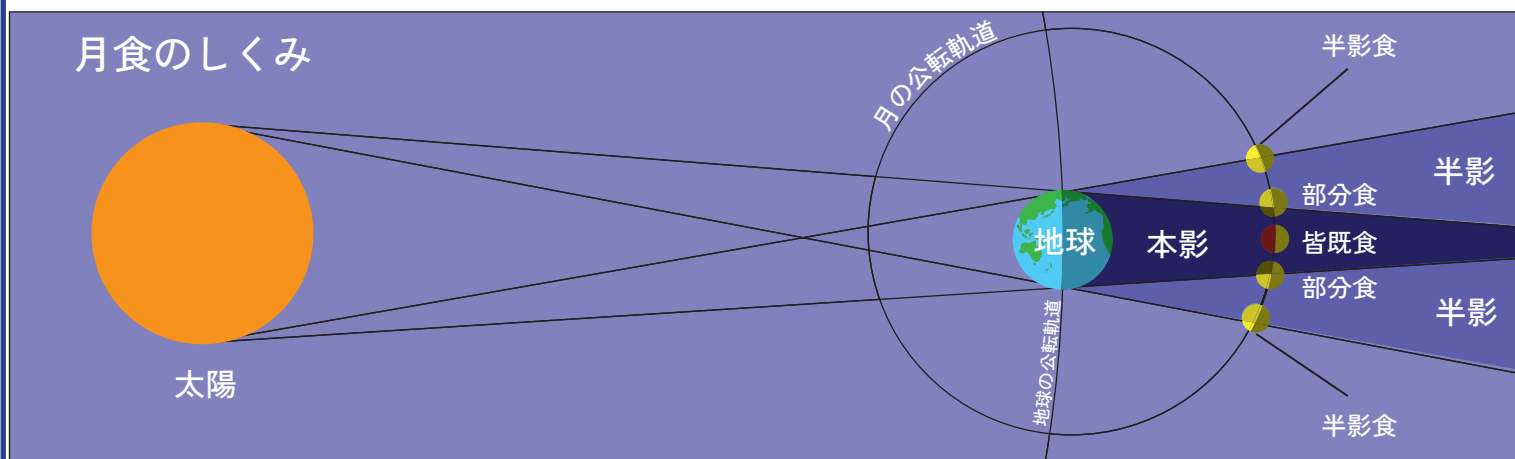 月食のしくみ
太陽
月の公転軌道
地球の公転軌道
地球
本影
半影食
部分食
皆既食
部分食
半影食
半影
半影